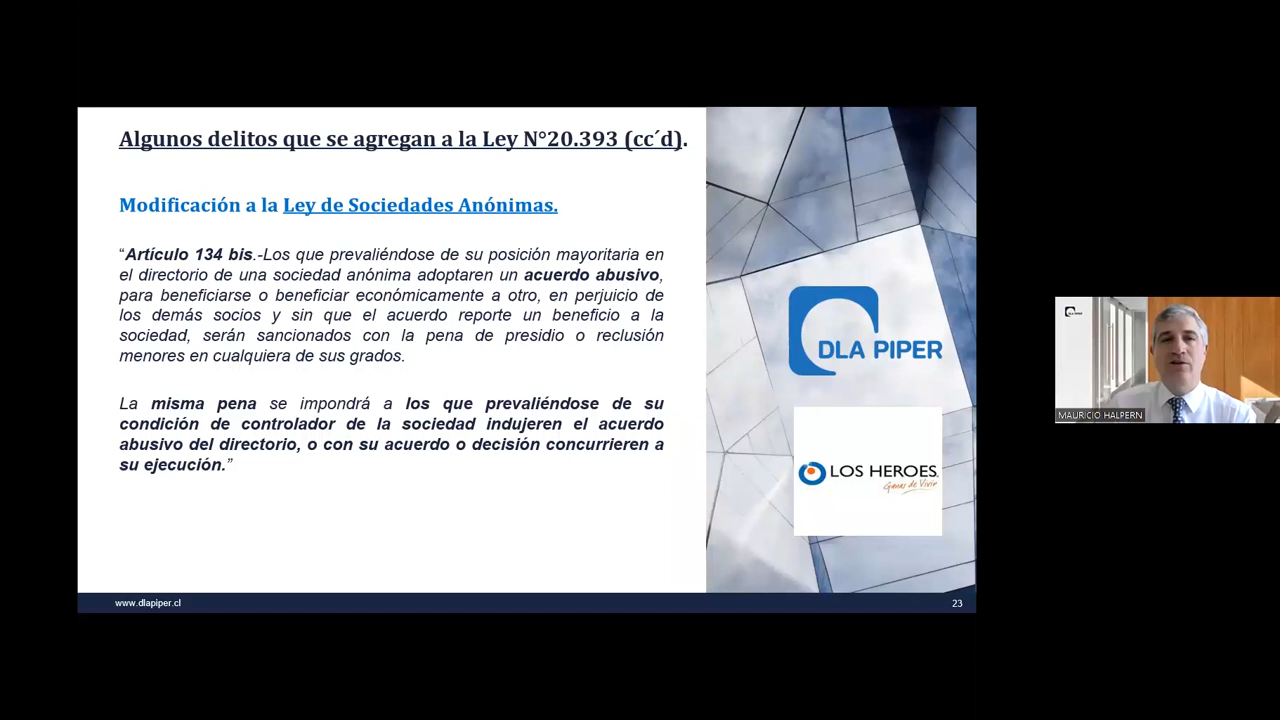 Algunos delitos que se agregan a la Ley N°20.393 (cc´d).
Modificación a la Ley de Sociedades Anónimas.
“Artículo 134 bis.-Los que prevaliéndose de su posición mayoritaria en
el directorio de una sociedad anónima adoptaren un acuerdo abusivo,
para beneficiarse o beneficiar económicamente a otro, en perjuicio de
los demás socios y sin que el acuerdo reporte un beneficio a la
sociedad, serán sancionados con la pena de presidio o reclusión
menores en cualquiera de sus grados.
La misma pena se impondrá a los que prevaliéndose de su
condición de controlador de la sociedad indujeren el acuerdo
abusivo del directorio, o con su acuerdo o decisión concurrieren a
su ejecución.”
DLA PIPER
LOS HEROES
Ganas de Vivir
www.dlapiper.cl
23
DLA PIPER
MAURICIO HALPERN